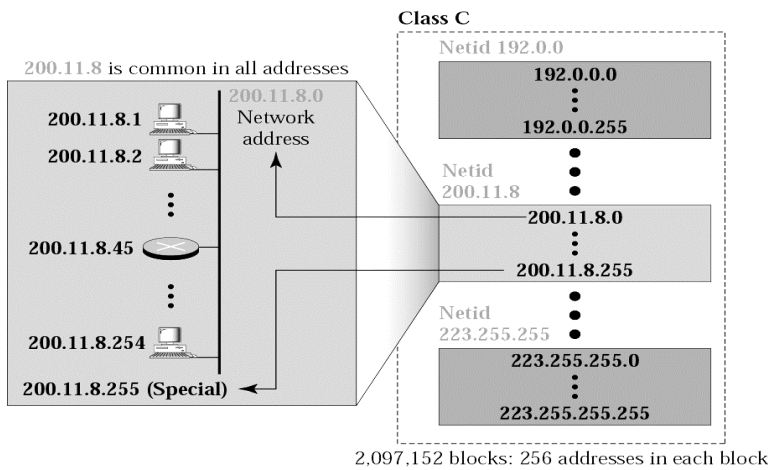 Class C
Netid 192.0.0
192.0.0.0
192.0.0.255
Netid
200.11.8
200.11.8.0
200.11.8.255
Netid
223.255.255
223.255.255.0
223.255.255.255
2,097,152 blocks: 256 addresses in each block
200.11.8 is common in all addresses
200.11.8.0
Network
address
200.11.8.1
200.11.8.2
200.11.8.45
200.11.8.254
200.11.8.255 (Special)